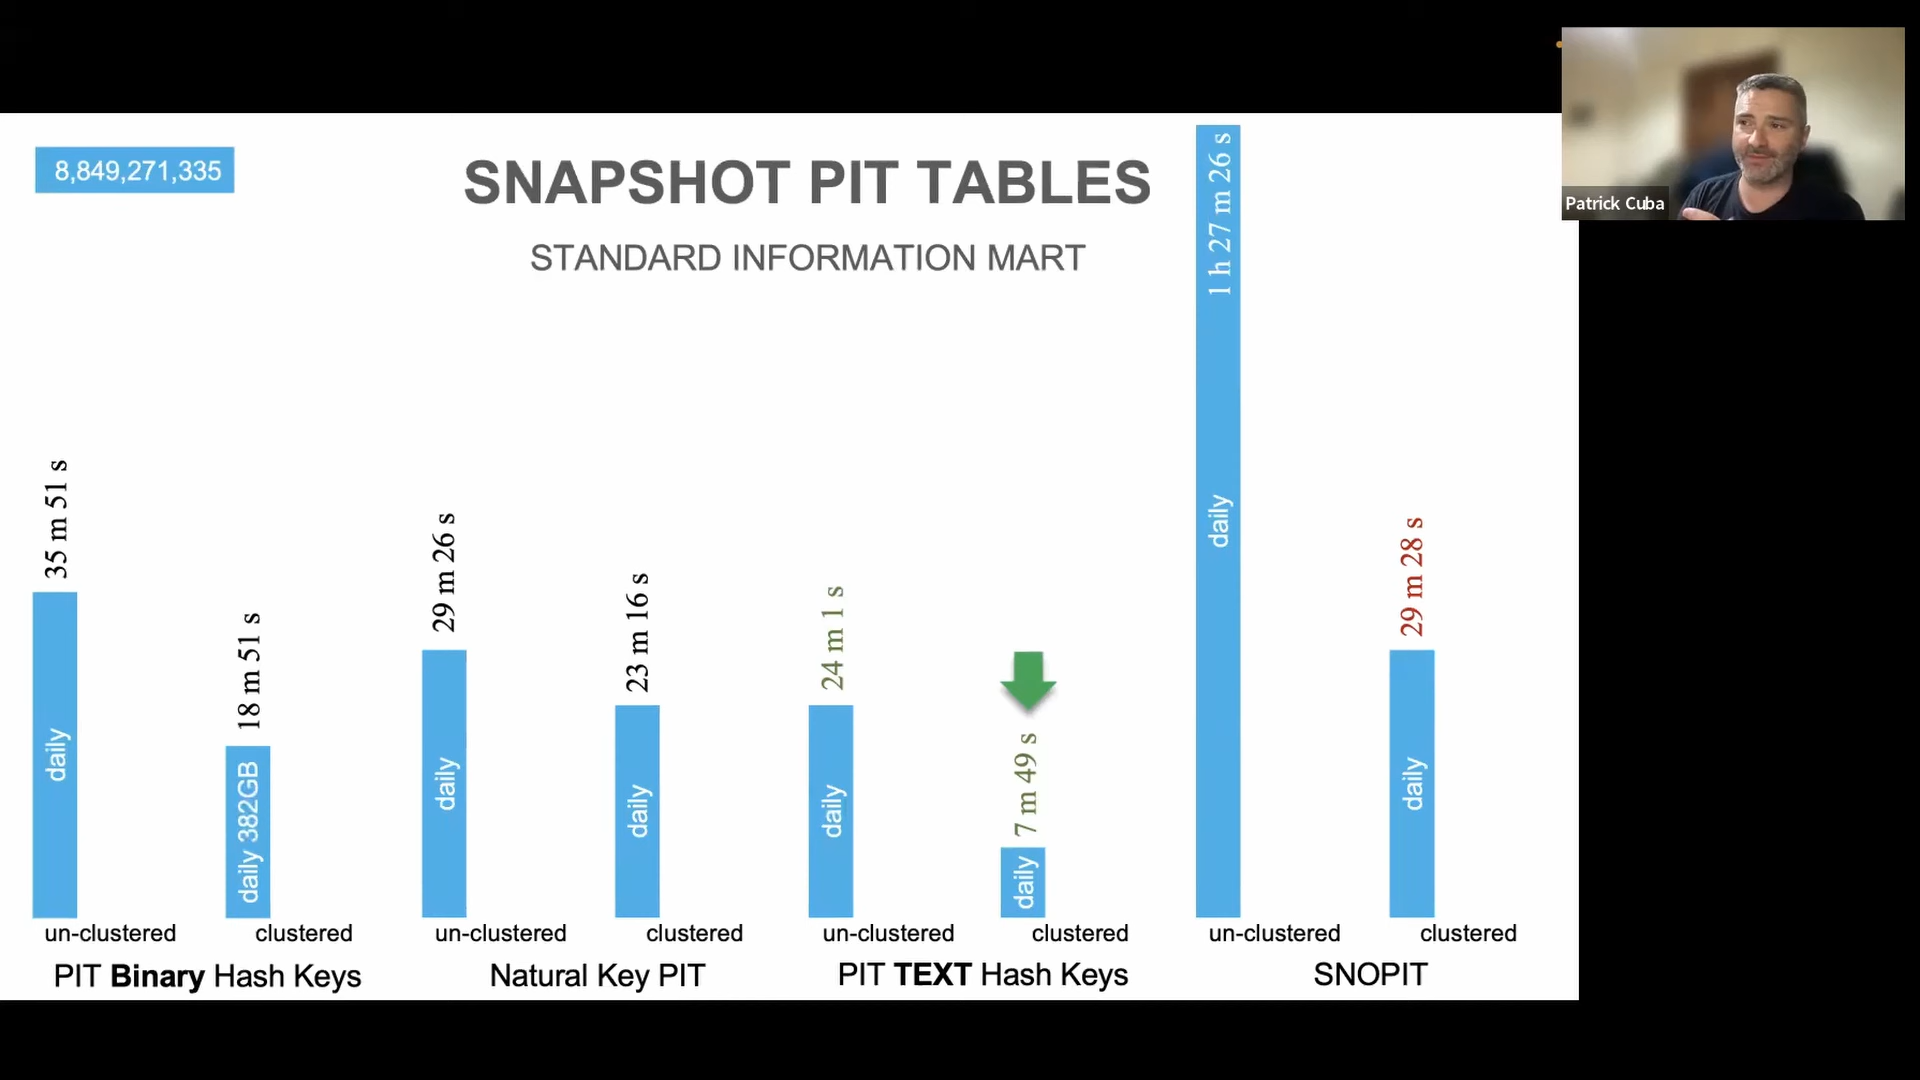 8,849,271,335
SNAPSHOT PIT TABLES
STANDARD INFORMATION MART
Patrick Cuba
35 m 51 s
daily
18 m 51 s
daily 382GB
29 m 26 s
daily
23 m 16 s
daily
24 m 1 s
daily
7 m 49 s
daily
1 h 27 m 26 s
daily
29 m 28 s
daily
un-clustered clustered un-clustered clustered un-clustered clustered un-clustered clustered
PIT Binary Hash Keys Natural Key PIT PIT TEXT Hash Keys SNOPIT